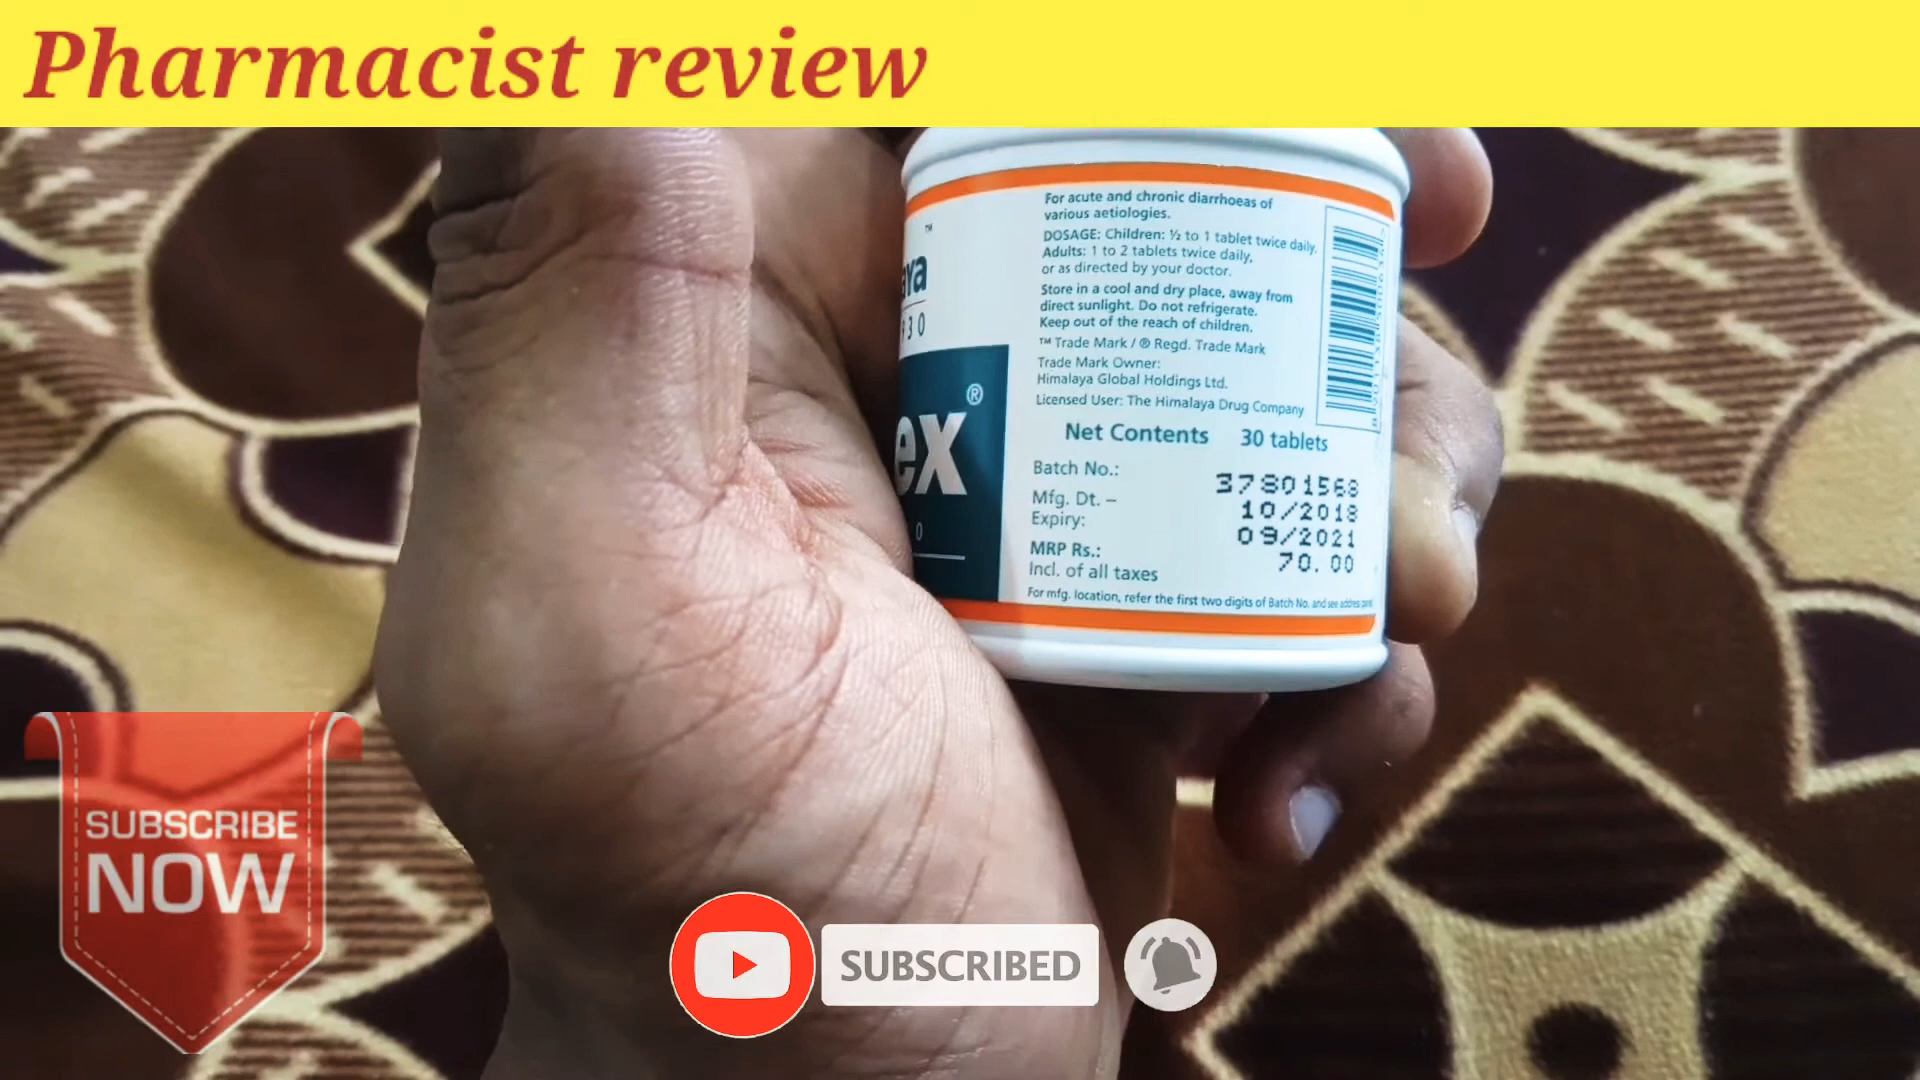 Pharmacist review
™
aya
930
ex®
0
For acute and chronic diarrhoeas of
various aetiologies.
DOSAGE: Children: ½ to 1 tablet twice daily.
Adults: 1 to 2 tablets twice daily,
or as directed by your doctor.
Store in a cool and dry place, away from
direct sunlight. Do not refrigerate.
Keep out of the reach of children.
™ Trade Mark / ® Regd. Trade Mark
Trade Mark Owner:
Himalaya Global Holdings Ltd.
Licensed User: The Himalaya Drug Company
Net Contents 30 tablets
Batch No.: 37801568
Mfg. Dt. – 10/2018
Expiry: 09/2021
MRP Rs.: 70.00
Incl. of all taxes
For mfg. location, refer the first two digits of Batch No. and see address
SUBSCRIBE
NOW
SUBSCRIBED